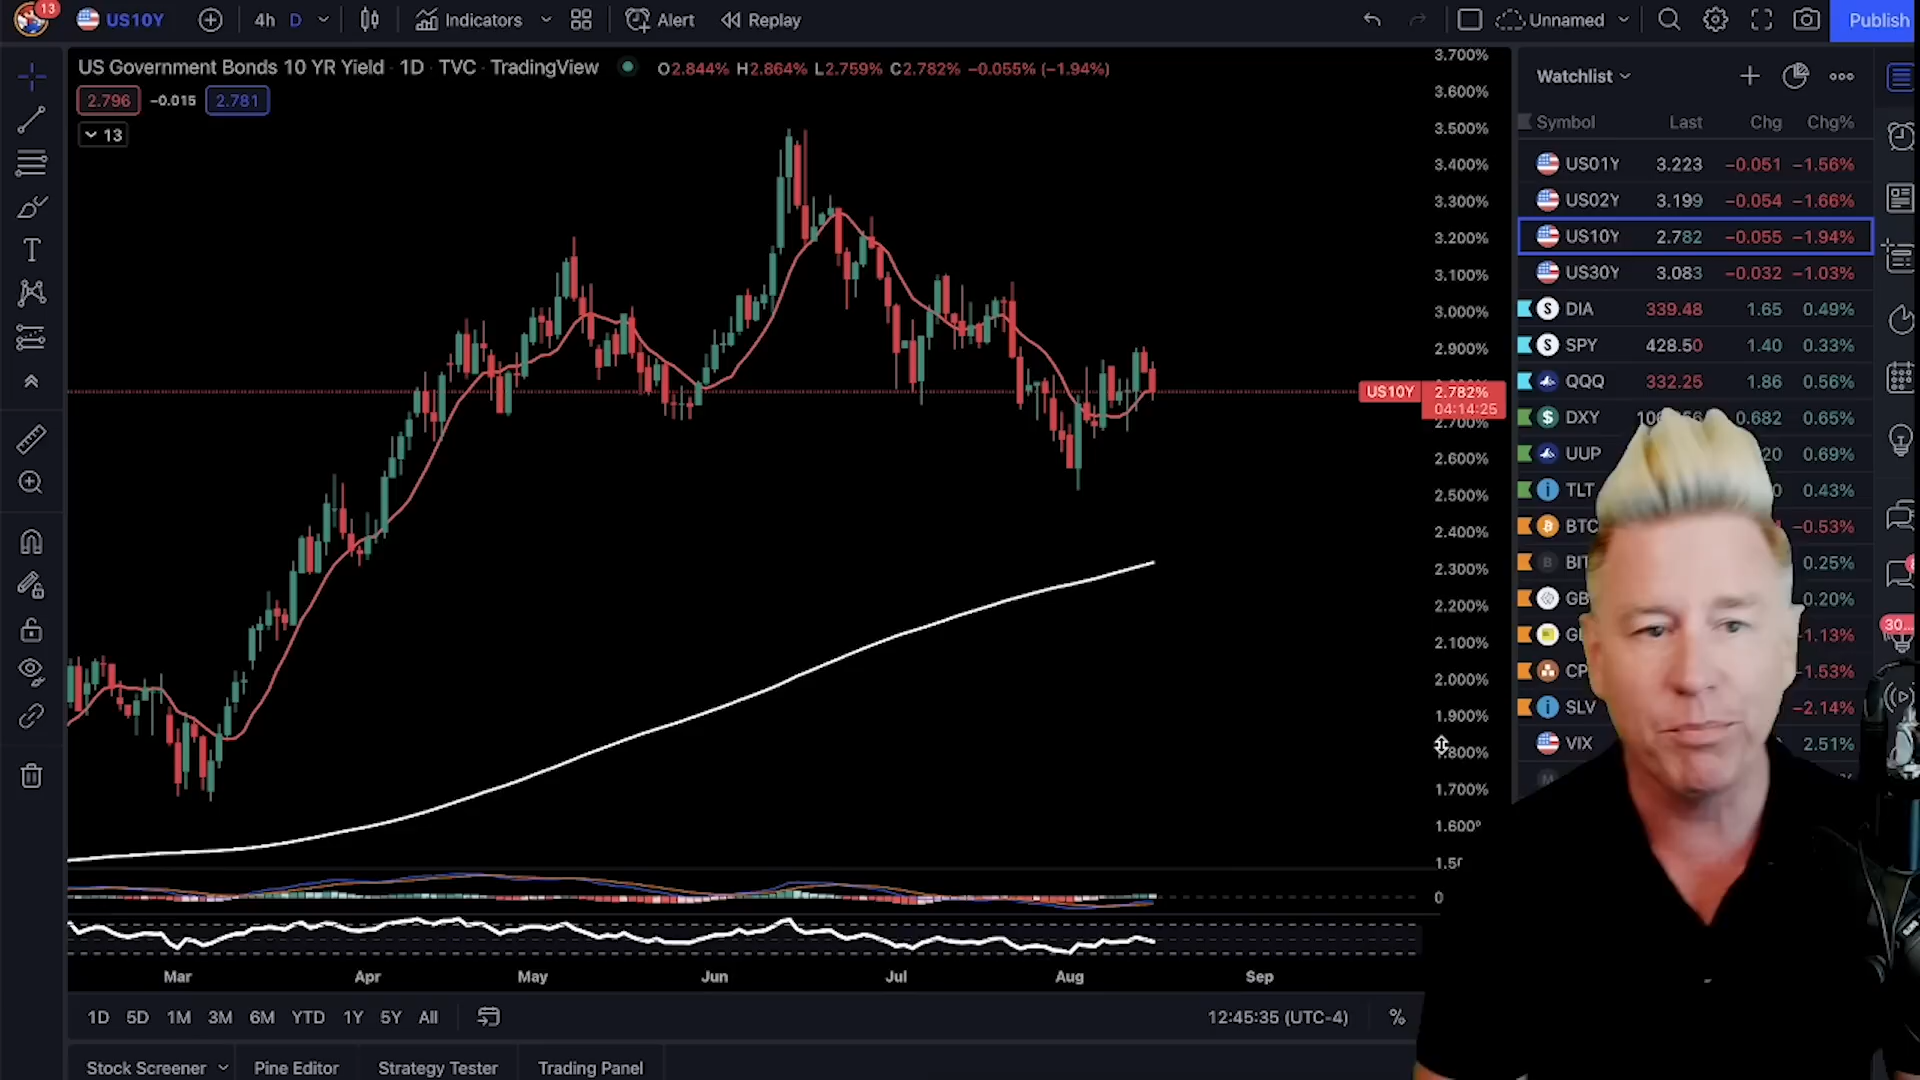 13 US10Y 4h D Indicators Alert Replay Unnamed Publish
US Government Bonds 10 YR Yield · 1D · TVC · TradingView O2.844% H2.864% L2.759% C2.782% −0.055% (−1.94%)
2.796 −0.015 2.781
13
3.700%
3.600%
3.500%
3.400%
3.300%
3.200%
3.100%
3.000%
2.900%
US10Y 2.782%
04:14:25
2.700%
2.600%
2.500%
2.400%
2.300%
2.200%
2.100%
2.000%
1.900%
1.800%
1.700%
1.600%
0
Mar Apr May Jun Jul Aug Sep
1D 5D 1M 3M 6M YTD 1Y 5Y All 12:45:35 (UTC-4) %
Stock Screener Pine Editor Strategy Tester Trading Panel
Watchlist
Symbol Last Chg Chg%
US01Y 3.223 −0.051 −1.56%
US02Y 3.199 −0.054 −1.66%
US10Y 2.782 −0.055 −1.94%
US30Y 3.083 −0.032 −1.03%
DIA 339.48 1.65 0.49%
SPY 428.50 1.40 0.33%
QQQ 332.25 1.86 0.56%
DXY 0.682 0.65%
UUP 0.69%
TLT 0.43%
BTC −0.53%
0.25%
0.20%
−1.13%
−1.53%
SLV −2.14%
VIX 2.51%
30...